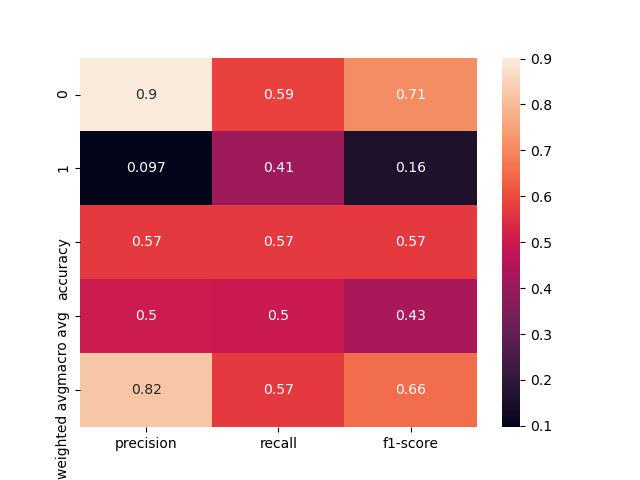 0 0.9 0.59 0.71
1 0.097 0.41 0.16
accuracy 0.57 0.57 0.57
macro avg 0.5 0.5 0.43
weighted avg 0.82 0.57 0.66
precision recall f1-score
0.9
0.8
0.7
0.6
0.5
0.4
0.3
0.2
0.1